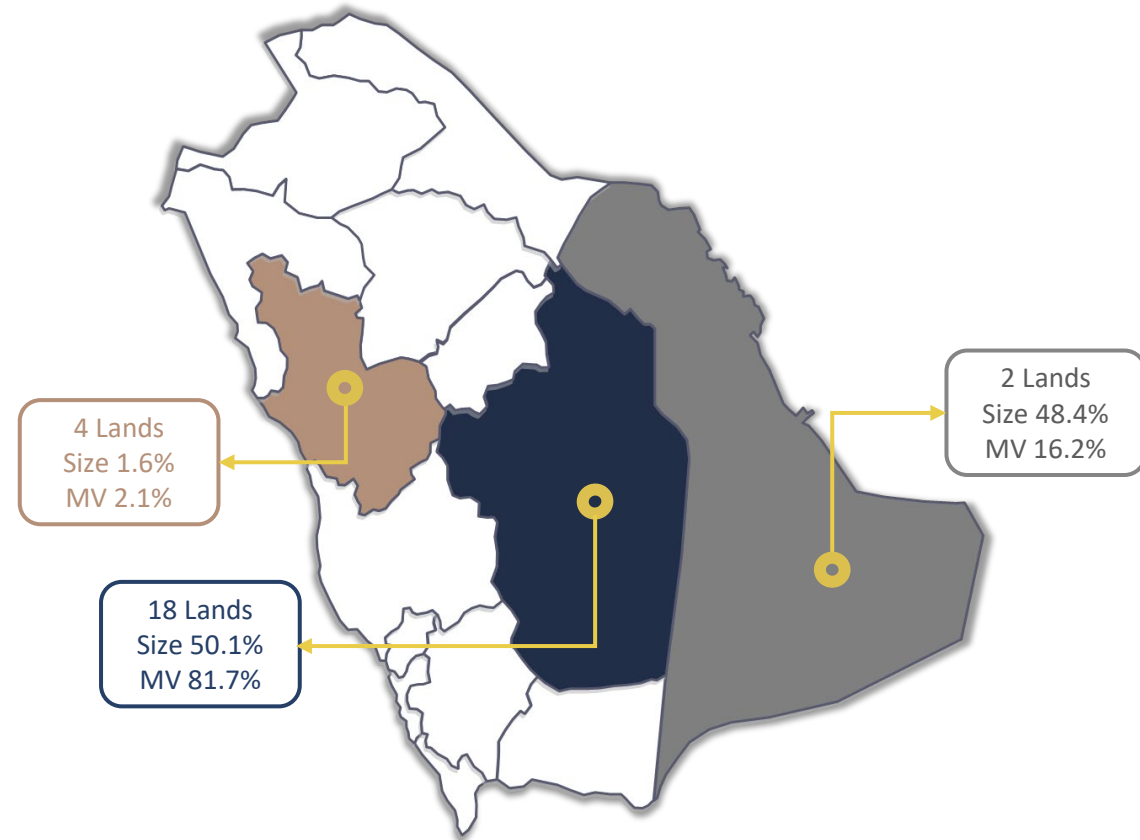 2 Lands
Size 48.4%
MV 16.2%
4 Lands
Size 1.6%
MV 2.1%
18 Lands
Size 50.1%
MV 81.7%